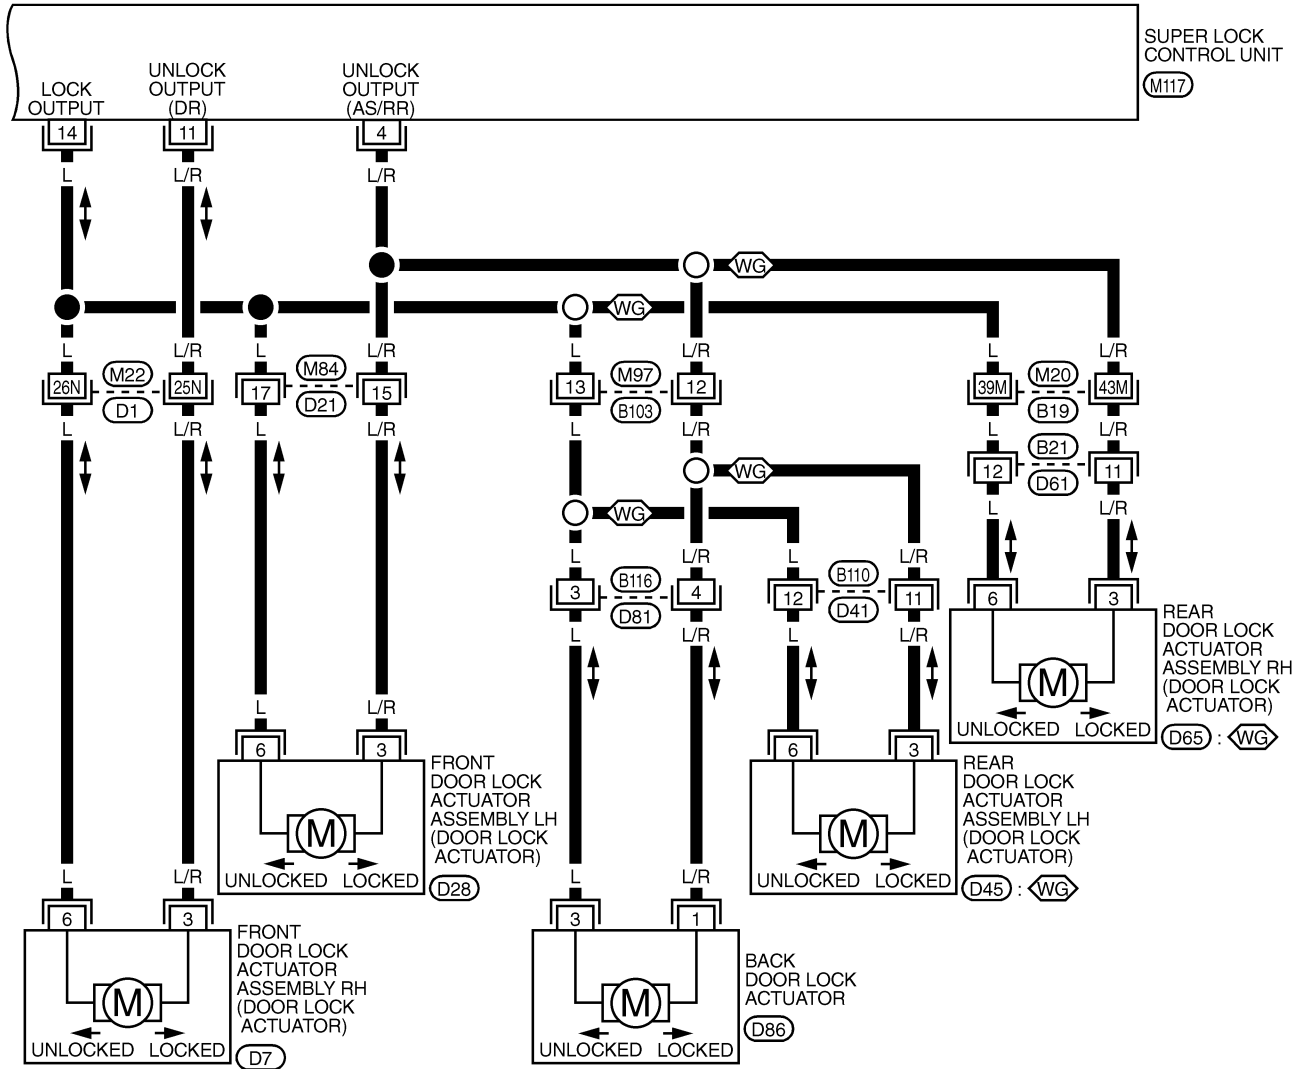 SUPER LOCK
CONTROL UNIT
M117
LOCK
OUTPUT
UNLOCK
OUTPUT
(DR)
UNLOCK
OUTPUT
(AS/RR)
14
11
4
L
L/R
L/R
WG
WG
L
L/R
L
L/R
L
L/R
L
L/R
26N
M22
D1
25N
17
M84
D21
15
13
M97
B103
12
39M
M20
B19
43M
L
L/R
L
L/R
L
L/R
L
L/R
12
B21
D61
11
WG
WG
L
L/R
L
L/R
L
L/R
3
B116
D81
4
12
B110
D41
11
6
3
L
L/R
L
L/R
M
UNLOCKED
LOCKED
REAR
DOOR LOCK
ACTUATOR
ASSEMBLY RH
(DOOR LOCK
ACTUATOR)
D65 : WG
L
L/R
6
3
M
UNLOCKED
LOCKED
FRONT
DOOR LOCK
ACTUATOR
ASSEMBLY LH
(DOOR LOCK
ACTUATOR)
D28
6
3
M
UNLOCKED
LOCKED
REAR
DOOR LOCK
ACTUATOR
ASSEMBLY LH
(DOOR LOCK
ACTUATOR)
D45 : WG
L
L/R
6
3
M
UNLOCKED
LOCKED
FRONT
DOOR LOCK
ACTUATOR
ASSEMBLY RH
(DOOR LOCK
ACTUATOR)
D7
L
L/R
3
1
M
UNLOCKED
LOCKED
BACK
DOOR LOCK
ACTUATOR
D86